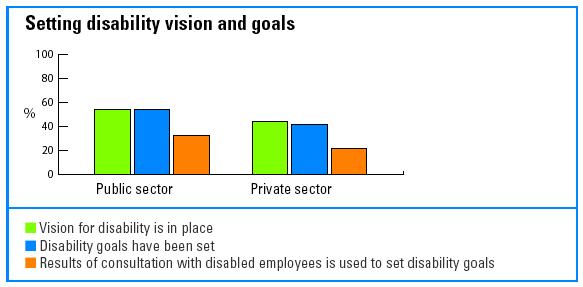 Setting disability vision and goals
100
80
60
%
40
20
0
Public sector Private sector
Vision for disability is in place
Disability goals have been set
Results of consultation with disabled employees is used to set disability goals